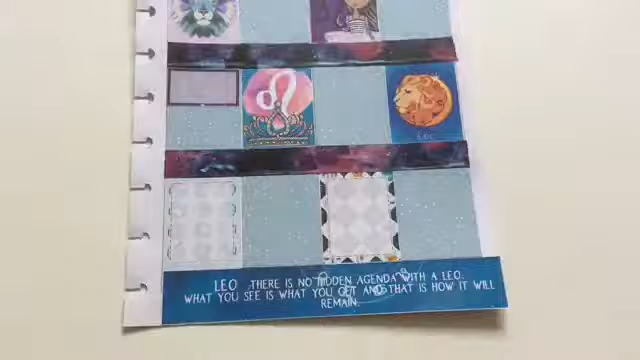 LEO
LEO THERE IS NO HIDDEN AGENDA WITH A LEO.
WHAT YOU SEE IS WHAT YOU GET AND THAT IS HOW IT WILL
REMAIN.